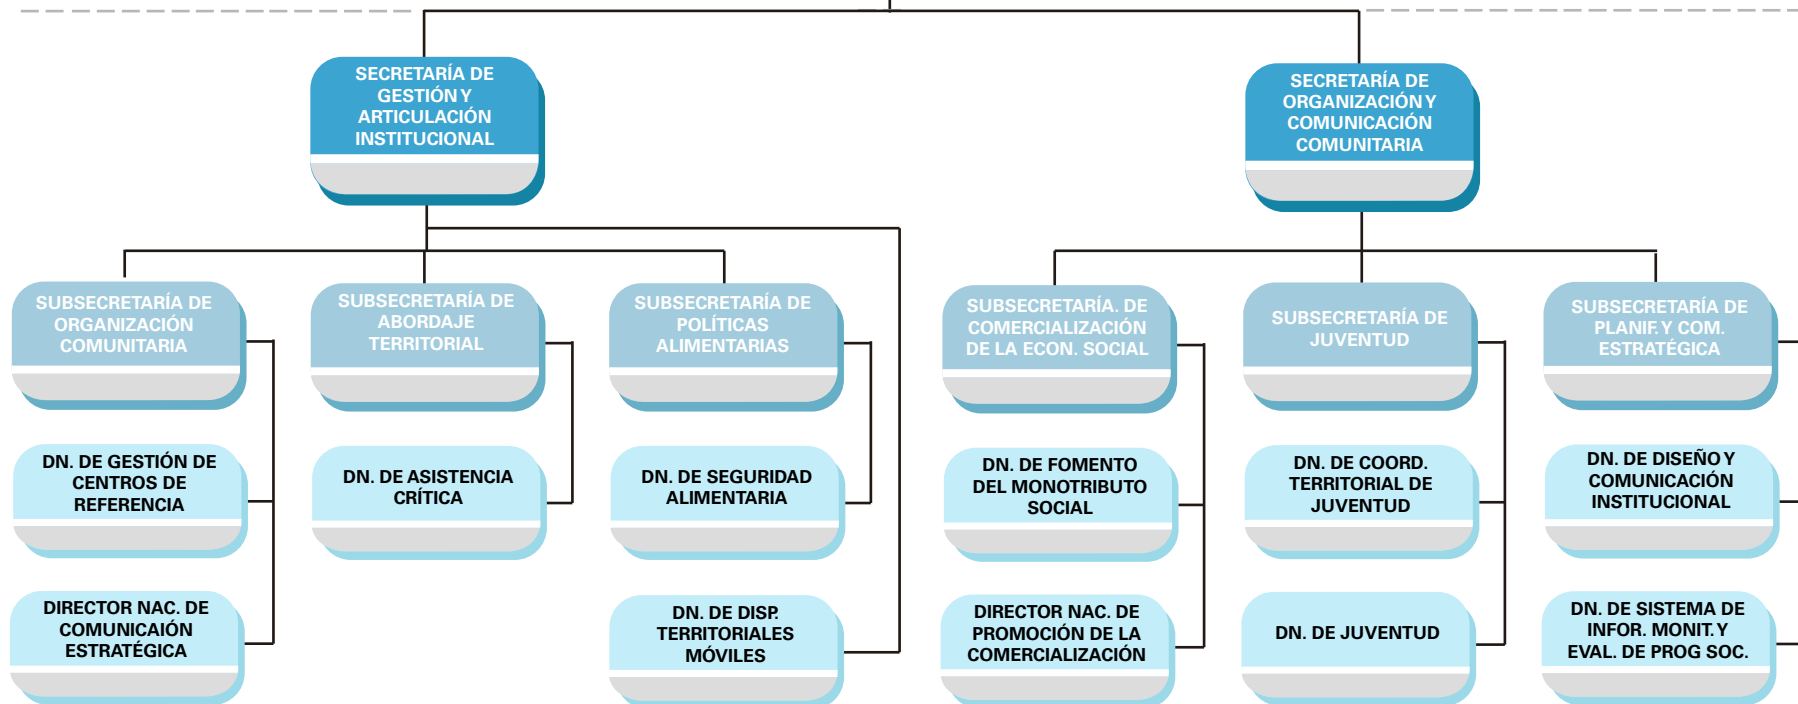 SECRETARÍA DE
GESTIÓN Y
ARTICULACIÓN
INSTITUCIONAL
SECRETARÍA DE
ORGANIZACIÓN Y
COMUNICACIÓN
COMUNITARIA
SUBSECRETARÍA DE
ORGANIZACIÓN
COMUNITARIA
SUBSECRETARÍA DE
ABORDAJE
TERRITORIAL
SUBSECRETARÍA DE
POLÍTICAS
ALIMENTARIAS
SUBSECRETARÍA. DE
COMERCIALIZACIÓN
DE LA ECON. SOCIAL
SUBSECRETARÍA DE
JUVENTUD
SUBSECRETARÍA DE
PLANIF. Y COM.
ESTRATÉGICA
DN. DE GESTIÓN DE
CENTROS DE
REFERENCIA
DN. DE ASISTENCIA
CRÍTICA
DN. DE SEGURIDAD
ALIMENTARIA
DN. DE FOMENTO
DEL MONOTRIBUTO
SOCIAL
DN. DE COORD.
TERRITORIAL DE
JUVENTUD
DN. DE DISEÑO Y
COMUNICACIÓN
INSTITUCIONAL
DIRECTOR NAC. DE
COMUNICAIÓN
ESTRATÉGICA
DN. DE DISP.
TERRITORIALES
MÓVILES
DIRECTOR NAC. DE
PROMOCIÓN DE LA
COMERCIALIZACIÓN
DN. DE JUVENTUD
DN. DE SISTEMA DE
INFOR. MONIT. Y
EVAL. DE PROG SOC.